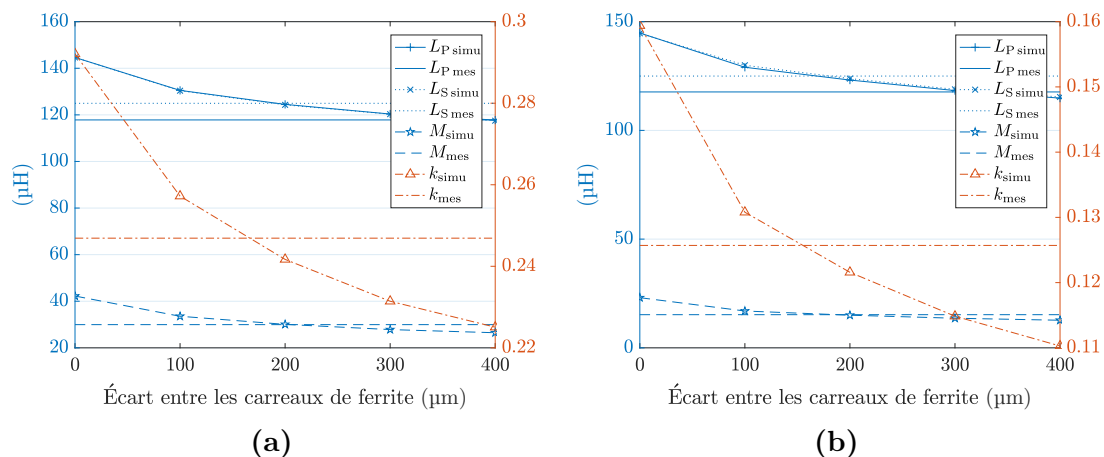 160
140
120
100
80
60
40
20
(µH)
0.3
0.28
0.26
0.24
0.22
L_P simu
L_P mes
L_S simu
L_S mes
M_simu
M_mes
k_simu
k_mes
0 100 200 300 400
Écart entre les carreaux de ferrite (µm)
(a)
150
100
50
0
(µH)
0.16
0.15
0.14
0.13
0.12
0.11
L_P simu
L_P mes
L_S simu
L_S mes
M_simu
M_mes
k_simu
k_mes
0 100 200 300 400
Écart entre les carreaux de ferrite (µm)
(b)